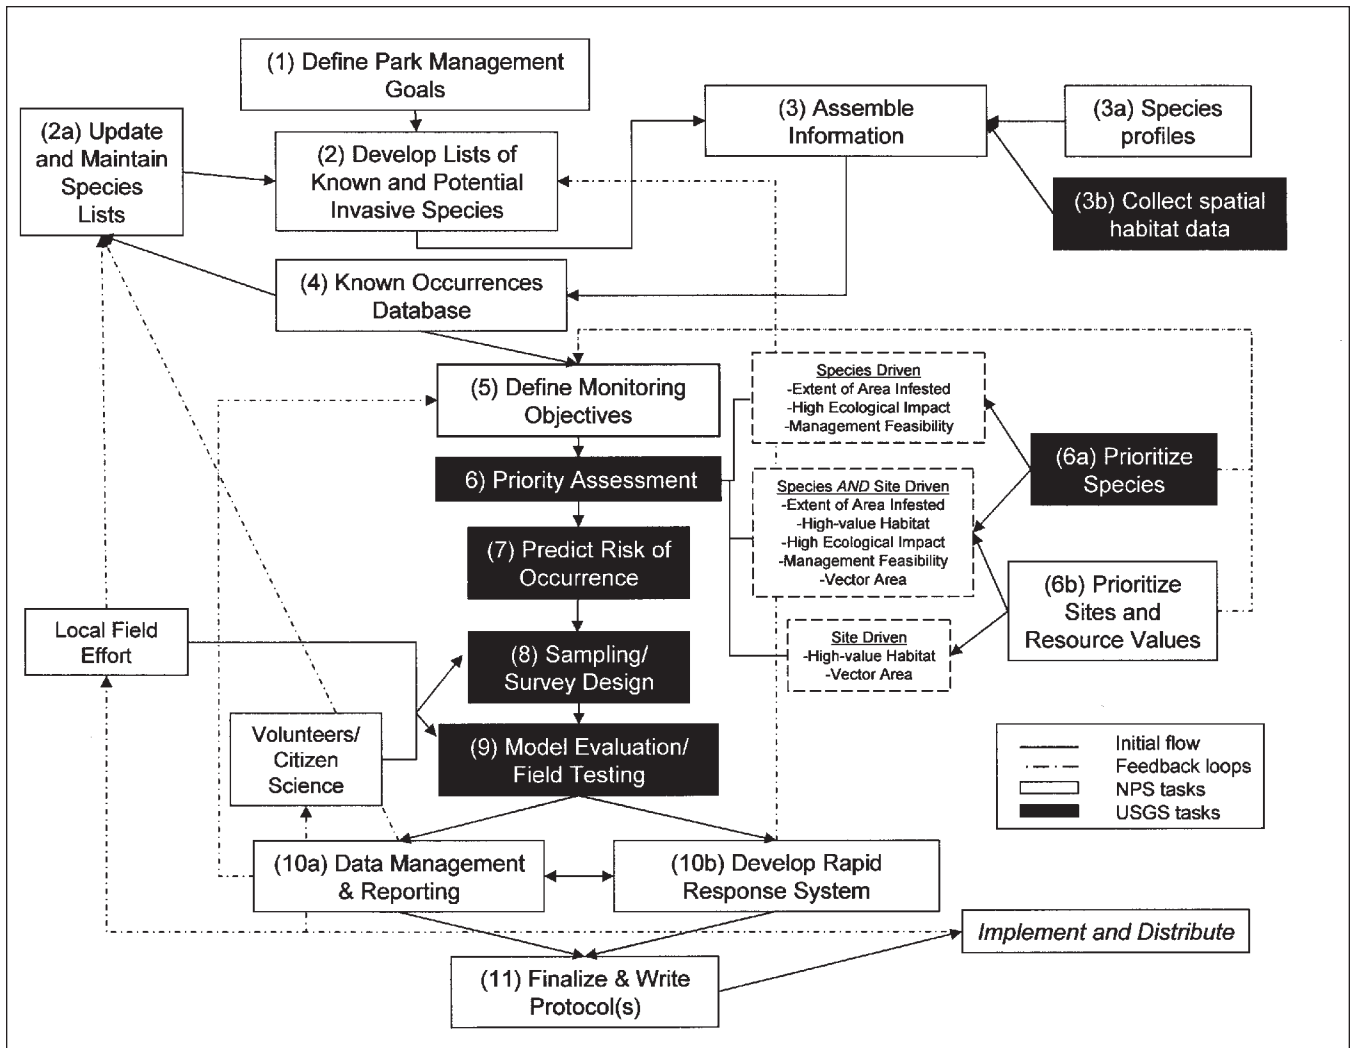 (1) Define Park Management
Goals
(2a) Update
and Maintain
Species
Lists
(2) Develop Lists of
Known and Potential
Invasive Species
(3) Assemble
Information
(3a) Species
profiles
(3b) Collect spatial
habitat data
(4) Known Occurrences
Database
(5) Define Monitoring
Objectives
6) Priority Assessment
Species Driven
-Extent of Area Infested
-High Ecological Impact
-Management Feasibility
Species AND Site Driven
-Extent of Area Infested
-High-value Habitat
-High Ecological Impact
-Management Feasibility
-Vector Area
Site Driven
-High-value Habitat
-Vector Area
(6a) Prioritize
Species
(6b) Prioritize
Sites and
Resource Values
(7) Predict Risk of
Occurrence
Local Field
Effort
(8) Sampling/
Survey Design
Volunteers/
Citizen
Science
(9) Model Evaluation/
Field Testing
Initial flow
Feedback loops
NPS tasks
USGS tasks
(10a) Data Management
& Reporting
(10b) Develop Rapid
Response System
Implement and Distribute
(11) Finalize & Write
Protocol(s)